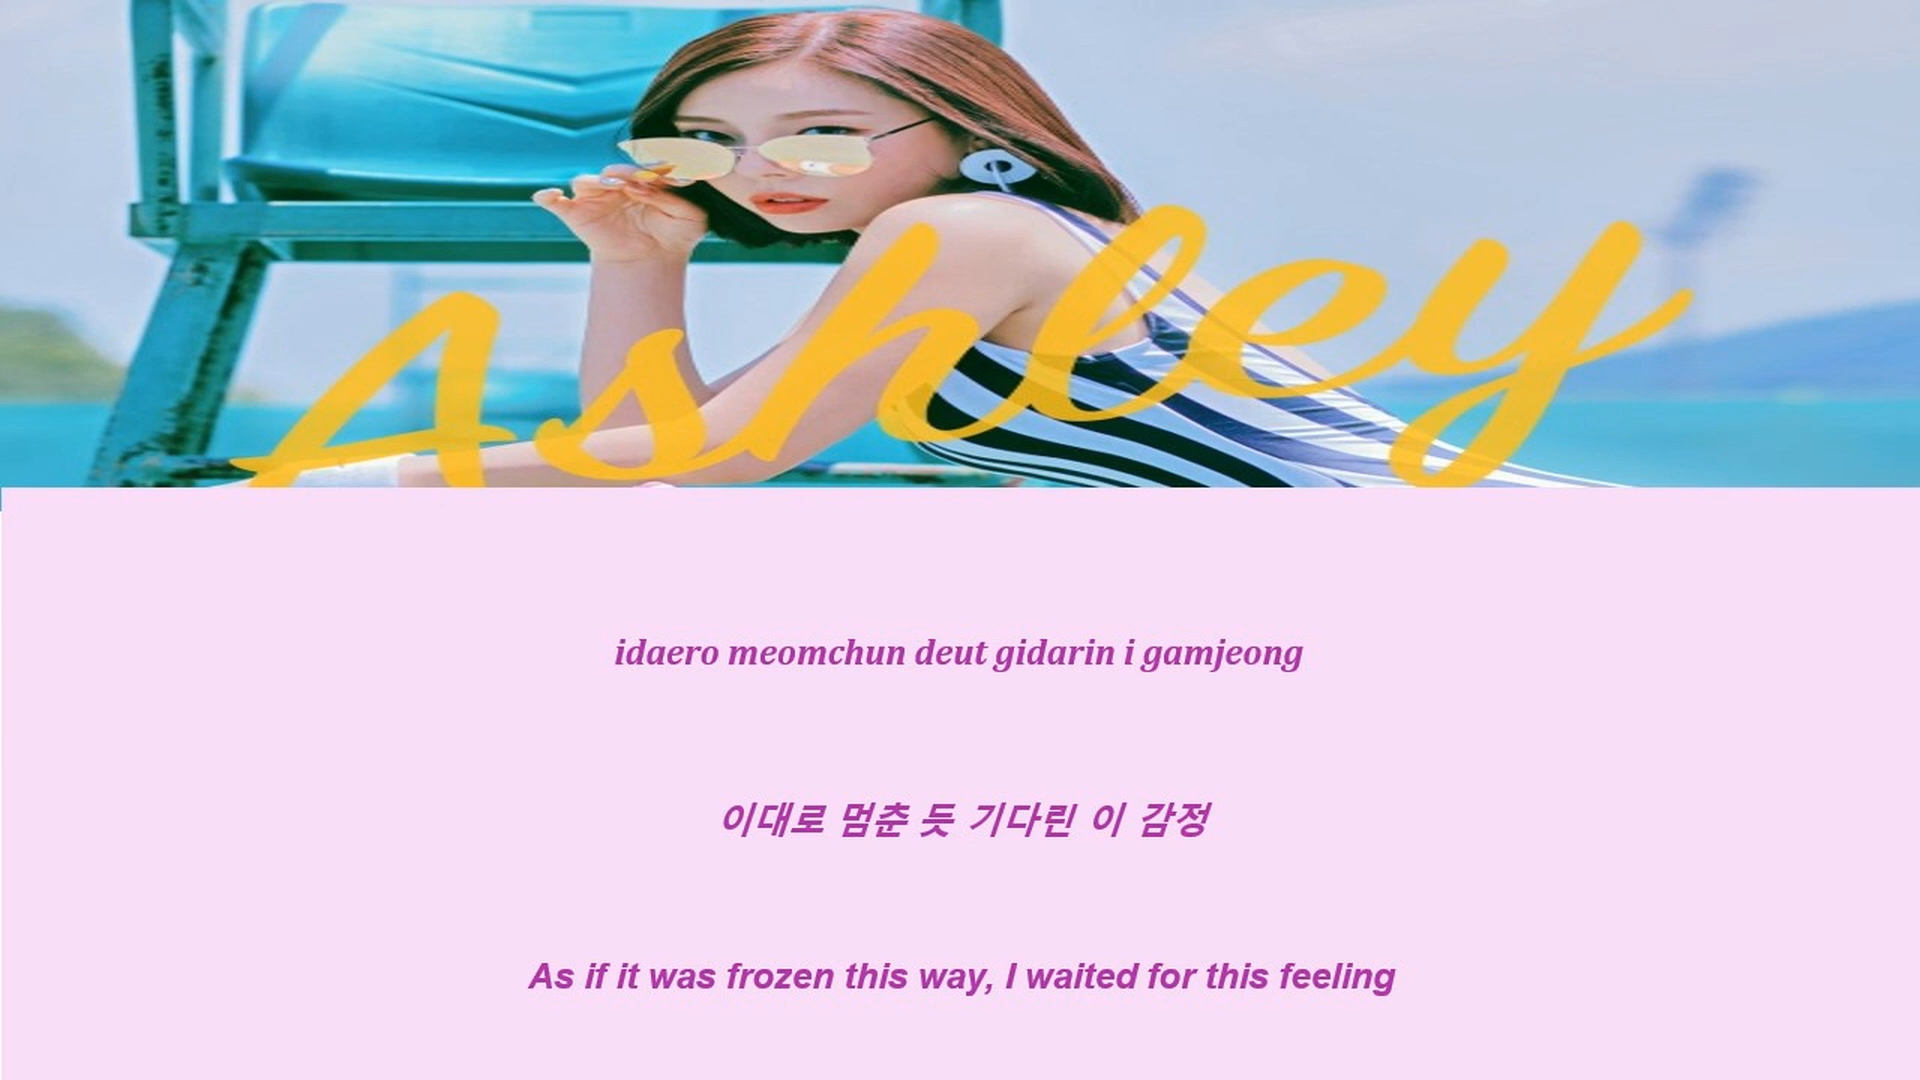 Ashley
idaero meomchun deut gidarin i gamjeong
이대로 멈춘 듯 기다린 이 감정
As if it was frozen this way, I waited for this feeling